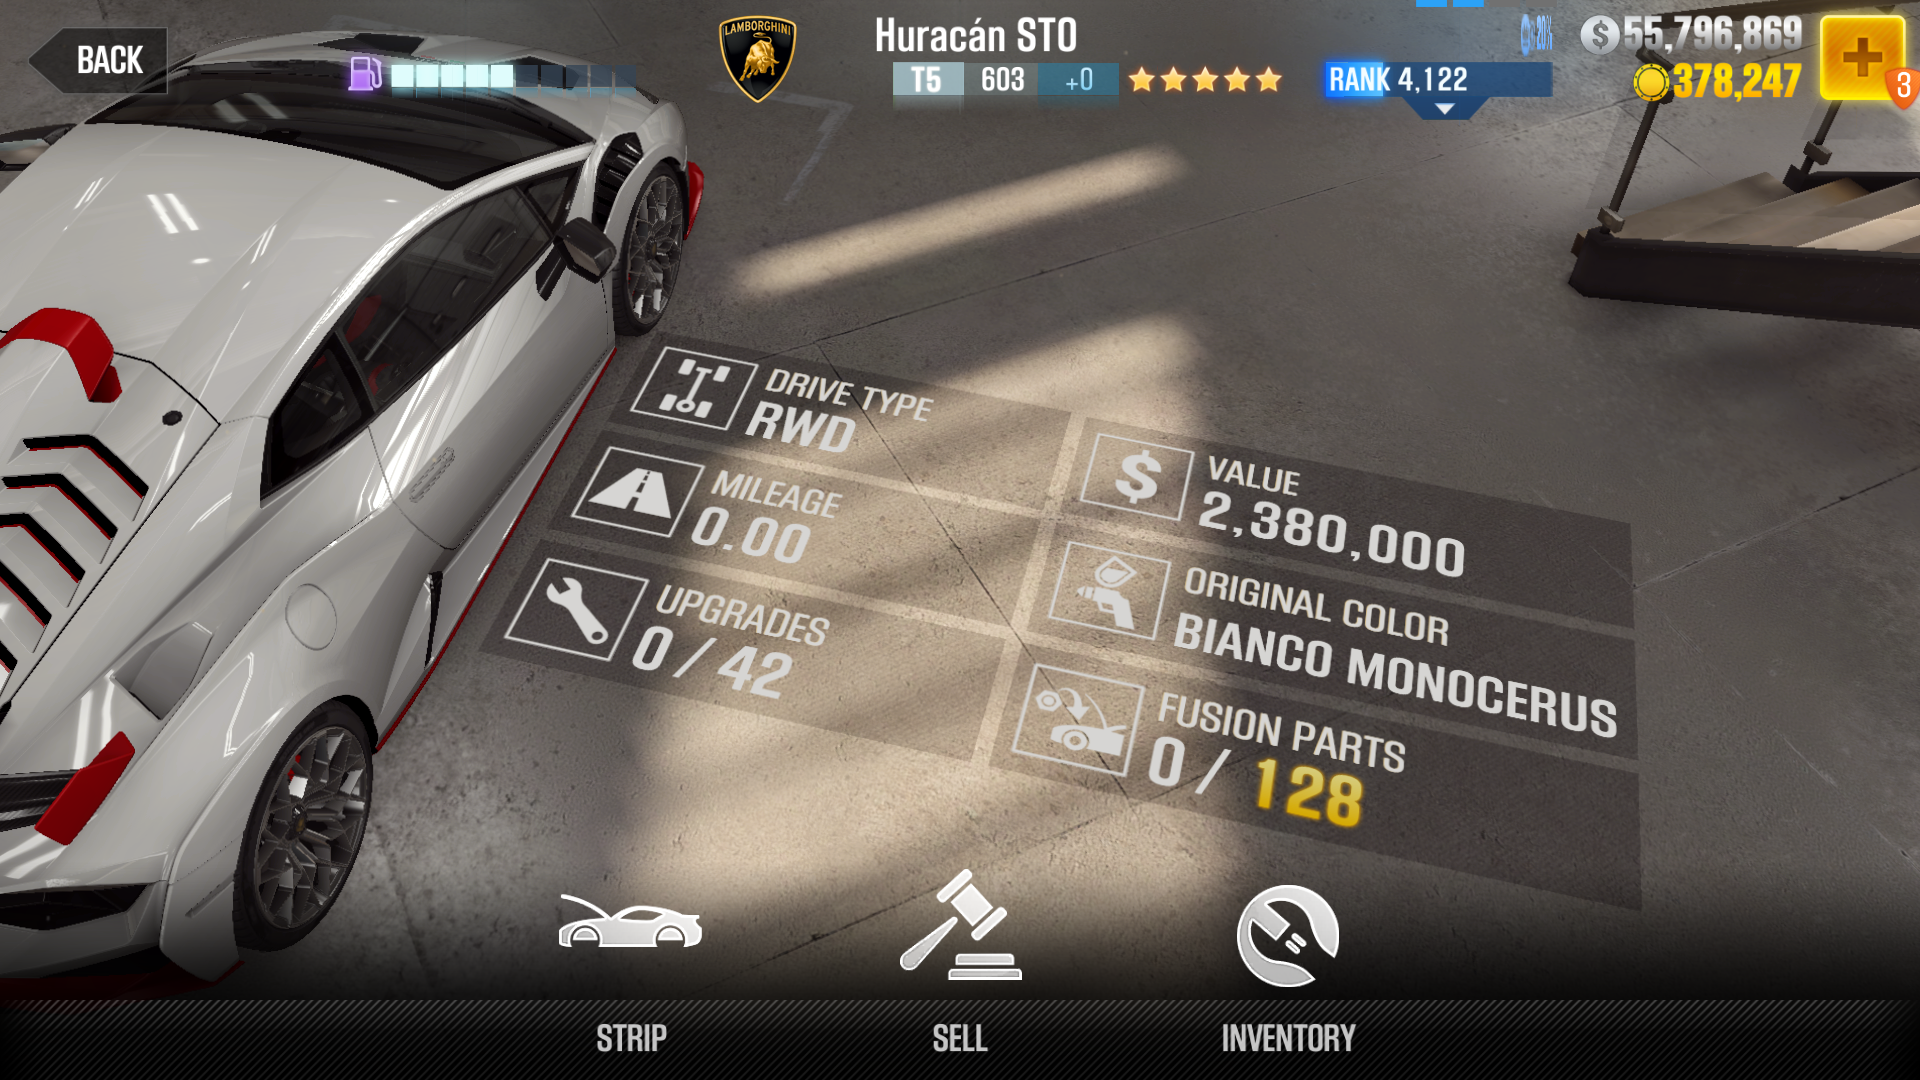 BACK
LAMBORGHINI
Huracán STO
T5 603 +0
RANK 4,122
20%
55,796,869
378,247
3
DRIVE TYPE
RWD
MILEAGE
0.00
UPGRADES
0 / 42
VALUE
2,380,000
ORIGINAL COLOR
BIANCO MONOCERUS
FUSION PARTS
0 / 128
STRIP
SELL
INVENTORY